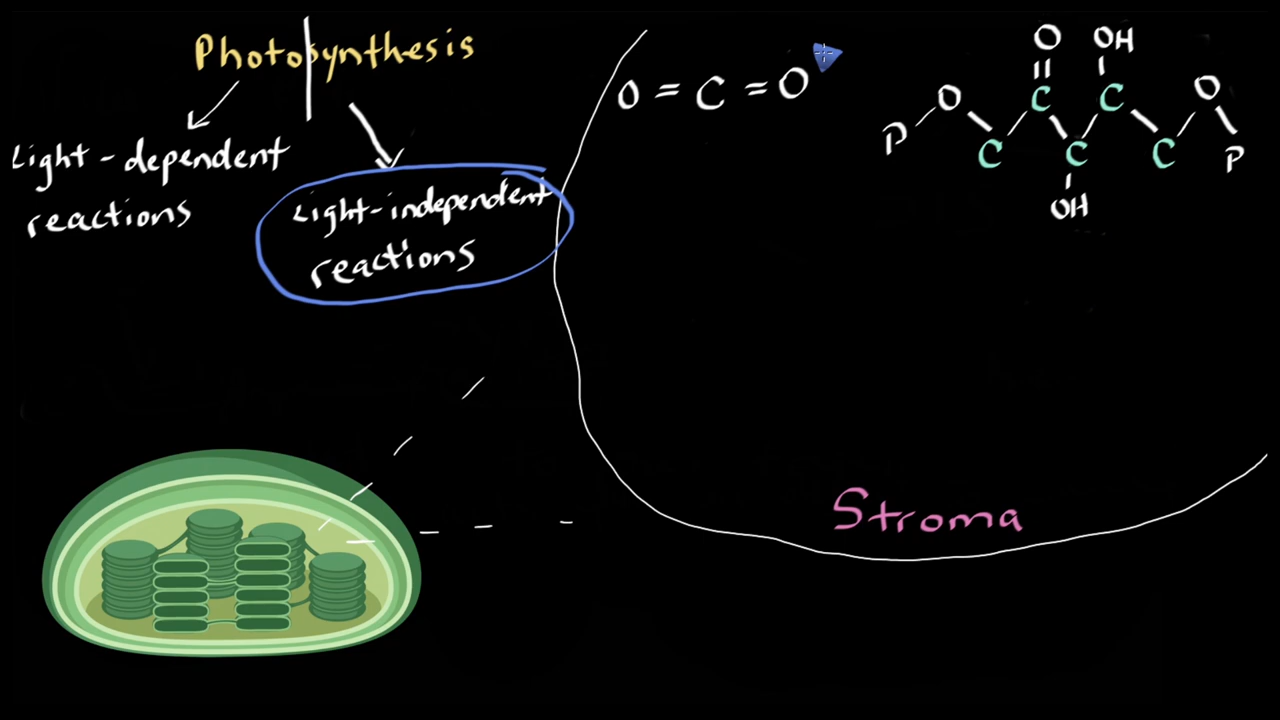 Photosynthesis
Light-dependent
reactions
Light-independent
reactions
O = C = O
O OH
P O C C O
C C C P
OH
Stroma